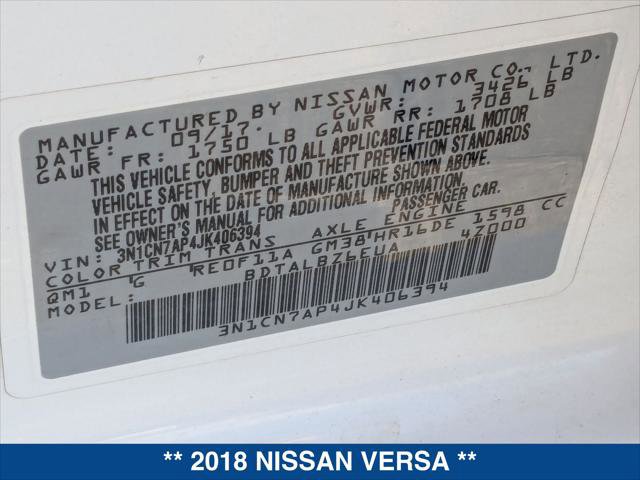 MANUFACTURED BY NISSAN MOTOR CO., LTD.
DATE: 09/17. GVWR: 3426 LB
GAWR FR: 1750 LB GAWR RR: 1708 LB
THIS VEHICLE CONFORMS TO ALL APPLICABLE FEDERAL MOTOR
VEHICLE SAFETY, BUMPER AND THEFT PREVENTION STANDARDS
IN EFFECT ON THE DATE OF MANUFACTURE SHOWN ABOVE.
SEE OWNER'S MANUAL FOR ADDITIONAL INFORMATION.
VIN: 3N1CN7AP4JK406394 PASSENGER CAR.
COLOR TRIM TRANS AXLE ENGINE
QM1 G RE0F11A GM38 HR16DE 1598 CC
MODEL: BDTALBZ6EUA 4Z000
3N1CN7AP4JK406394
** 2018 NISSAN VERSA **